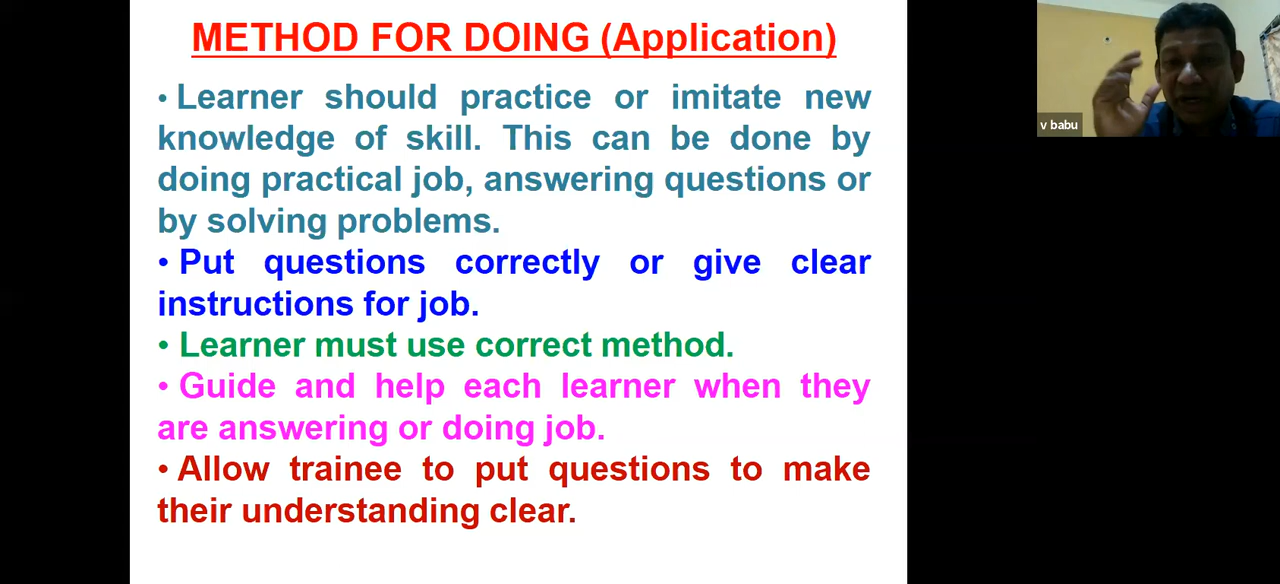 METHOD FOR DOING (Application)
• Learner should practice or imitate new
knowledge of skill. This can be done by
doing practical job, answering questions or
by solving problems.
• Put questions correctly or give clear
instructions for job.
• Learner must use correct method.
• Guide and help each learner when they
are answering or doing job.
• Allow trainee to put questions to make
their understanding clear.
v babu